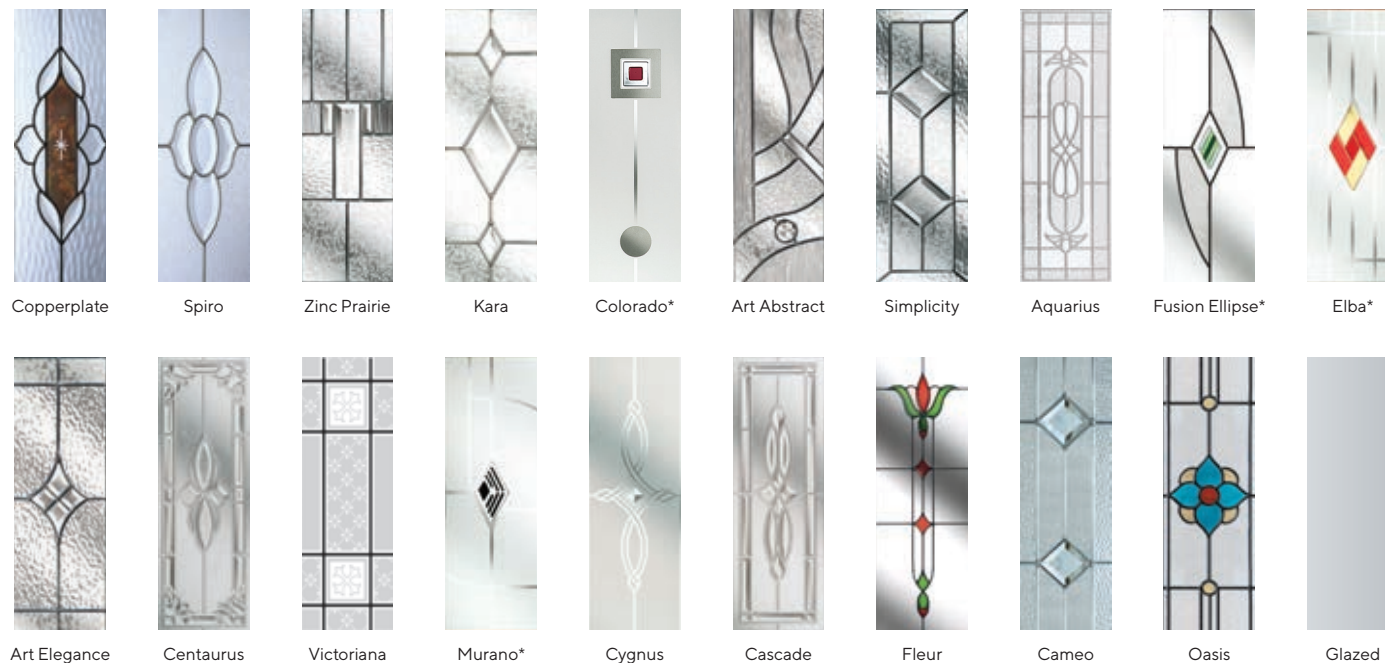 Copperplate
Spiro
Zinc Prairie
Kara
Colorado*
Art Abstract
Simplicity
Aquarius
Fusion Ellipse*
Elba*
Art Elegance
Centaurus
Victoriana
Murano*
Cygnus
Cascade
Fleur
Cameo
Oasis
Glazed